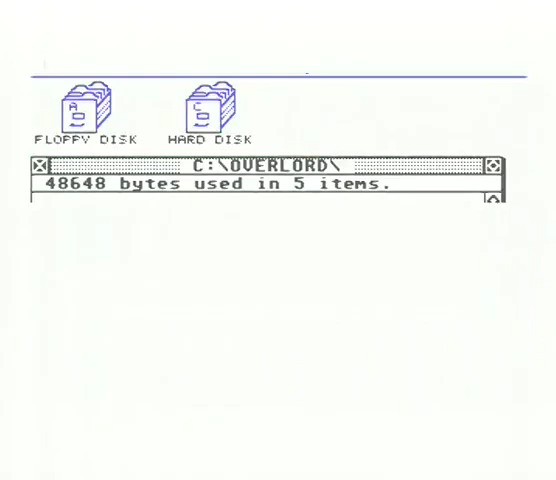 A C
FLOPPY DISK HARD DISK
C:\OVERLORD\
48648 bytes used in 5 items.